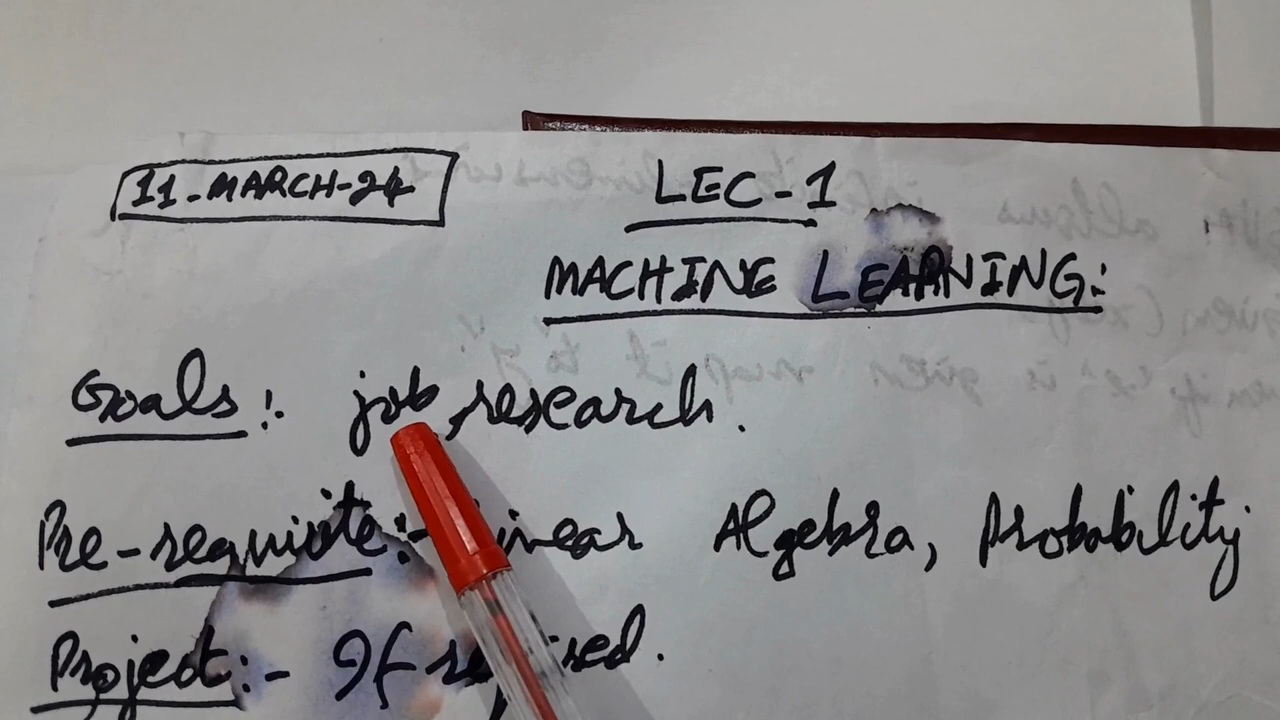 11-MARCH-24
LEC-1
MACHINE LEARNING:
Goals: job, research.
Pre-requisite:- Linear Algebra, Probability
Project:- If